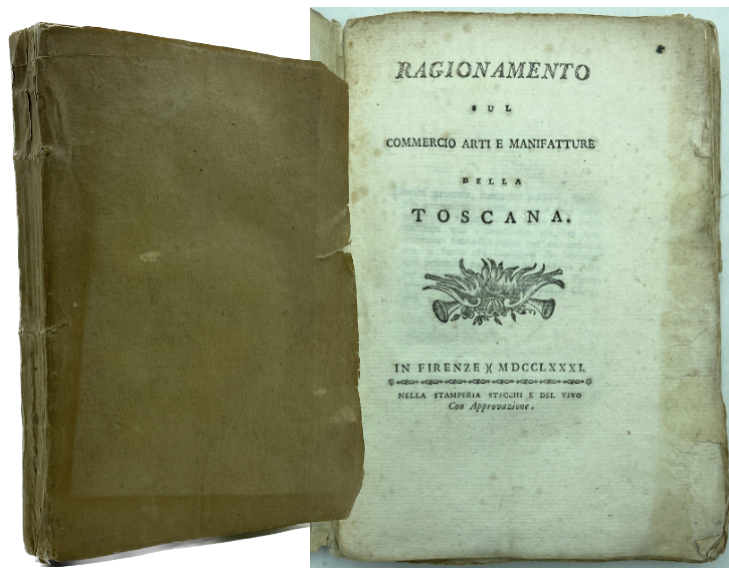 RAGIONAMENTO
SUL
COMMERCIO ARTI E MANIFATTURE
DELLA
TOSCANA.
IN FIRENZE )( MDCCLXXXI.
NELLA STAMPERIA STECCHI E DEL VIVO
Con Approvazione.